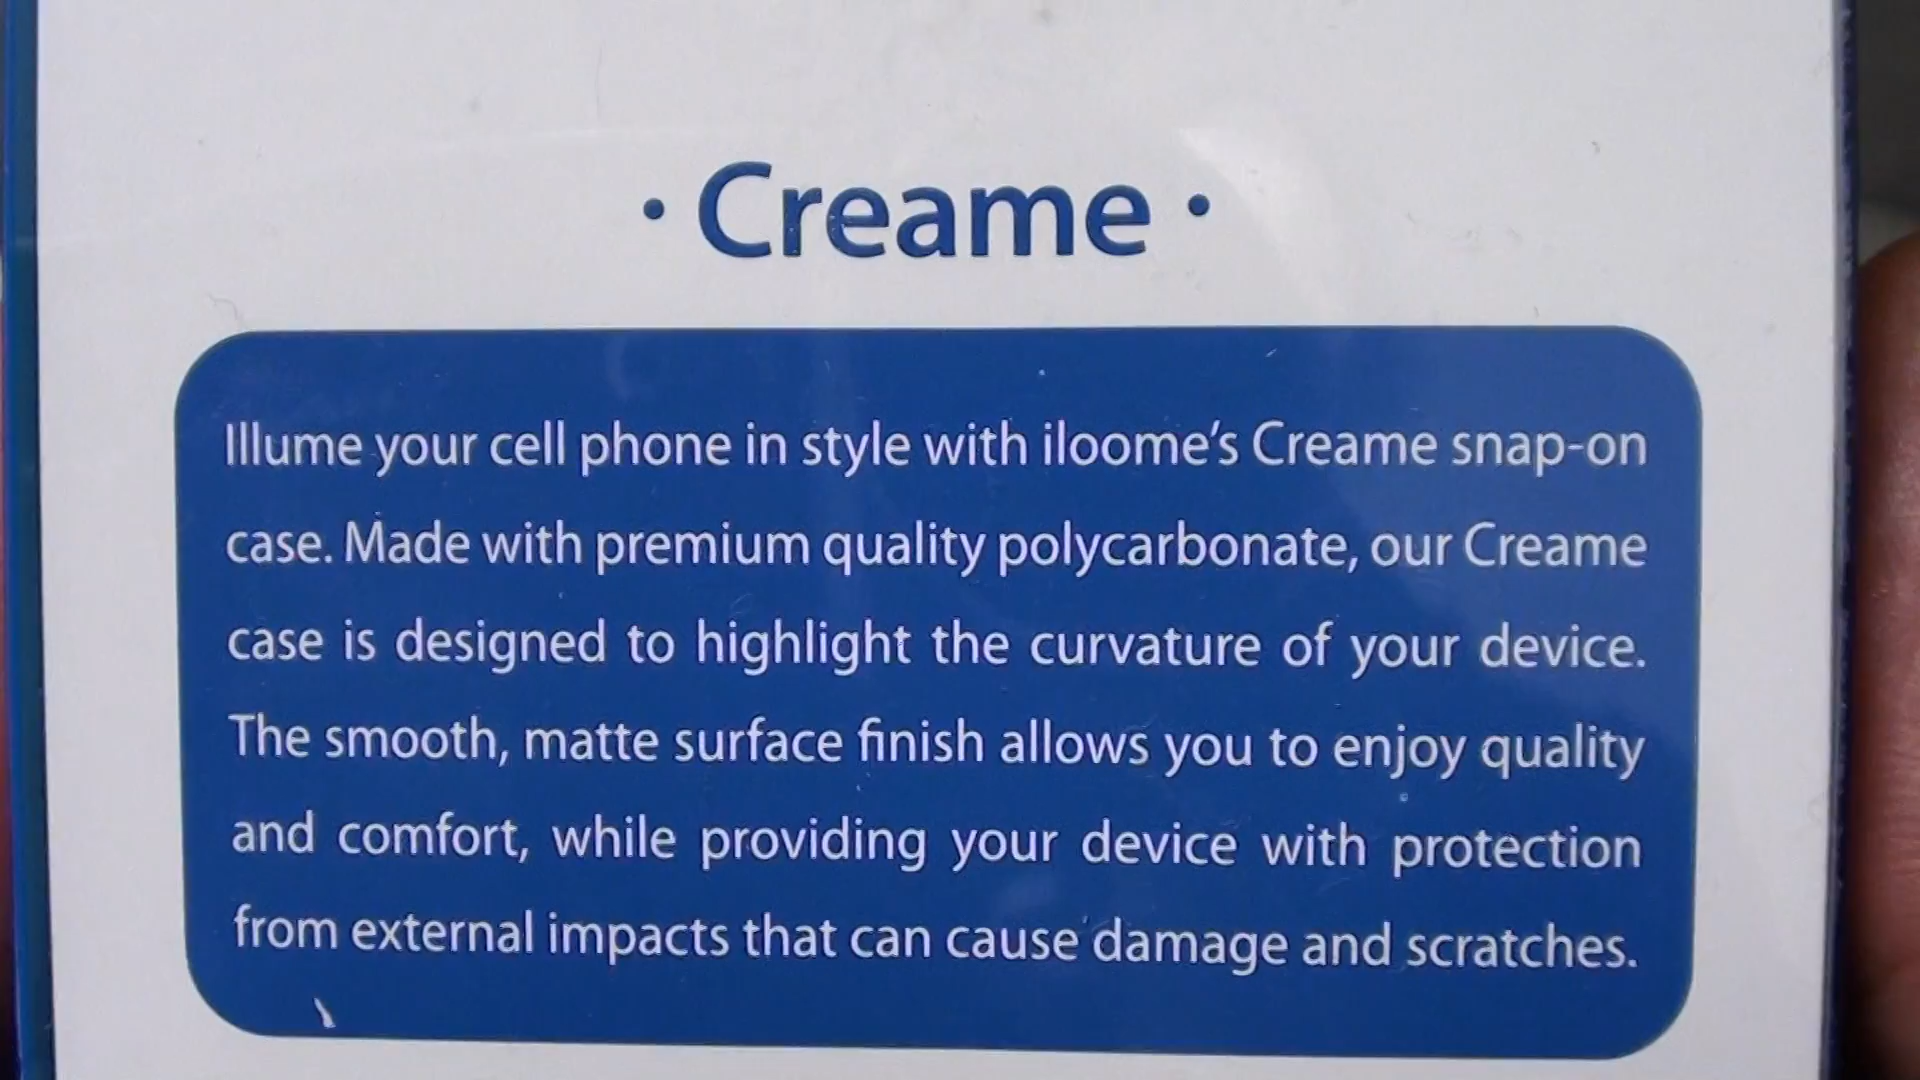 · Creame ·
Illume your cell phone in style with iloome’s Creame snap-on
case. Made with premium quality polycarbonate, our Creame
case is designed to highlight the curvature of your device.
The smooth, matte surface finish allows you to enjoy quality
and comfort, while providing your device with protection
from external impacts that can cause damage and scratches.